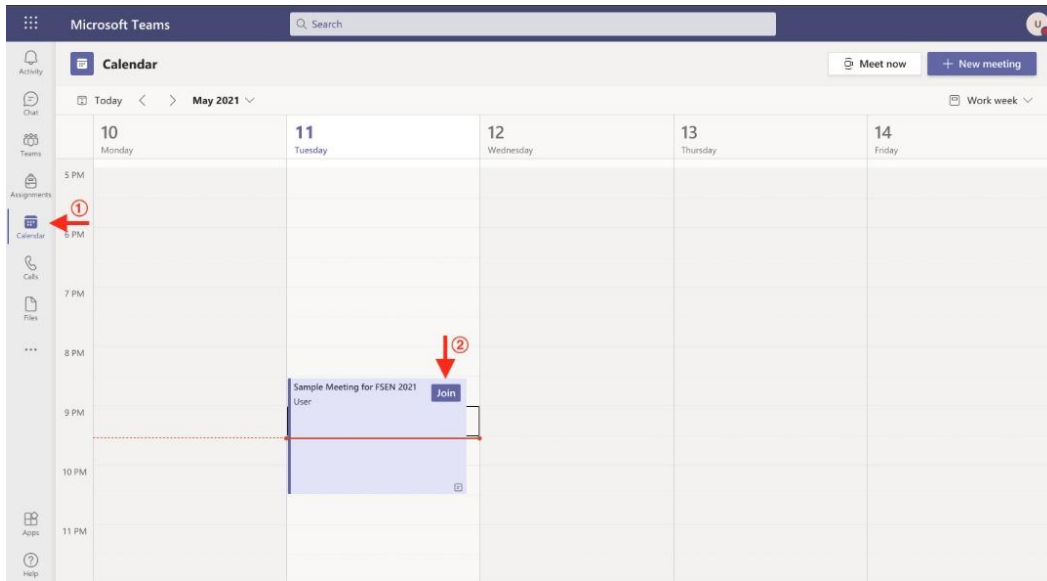 Microsoft Teams
Search
U
Activity
Chat
Teams
Assignments
Calendar
Calls
Files
...
Apps
Help
Calendar
Meet now
+ New meeting
Today < > May 2021
Work week
10
Monday
11
Tuesday
12
Wednesday
13
Thursday
14
Friday
5 PM
①
6 PM
7 PM
8 PM
②
Sample Meeting for FSEN 2021
User
Join
9 PM
10 PM
11 PM